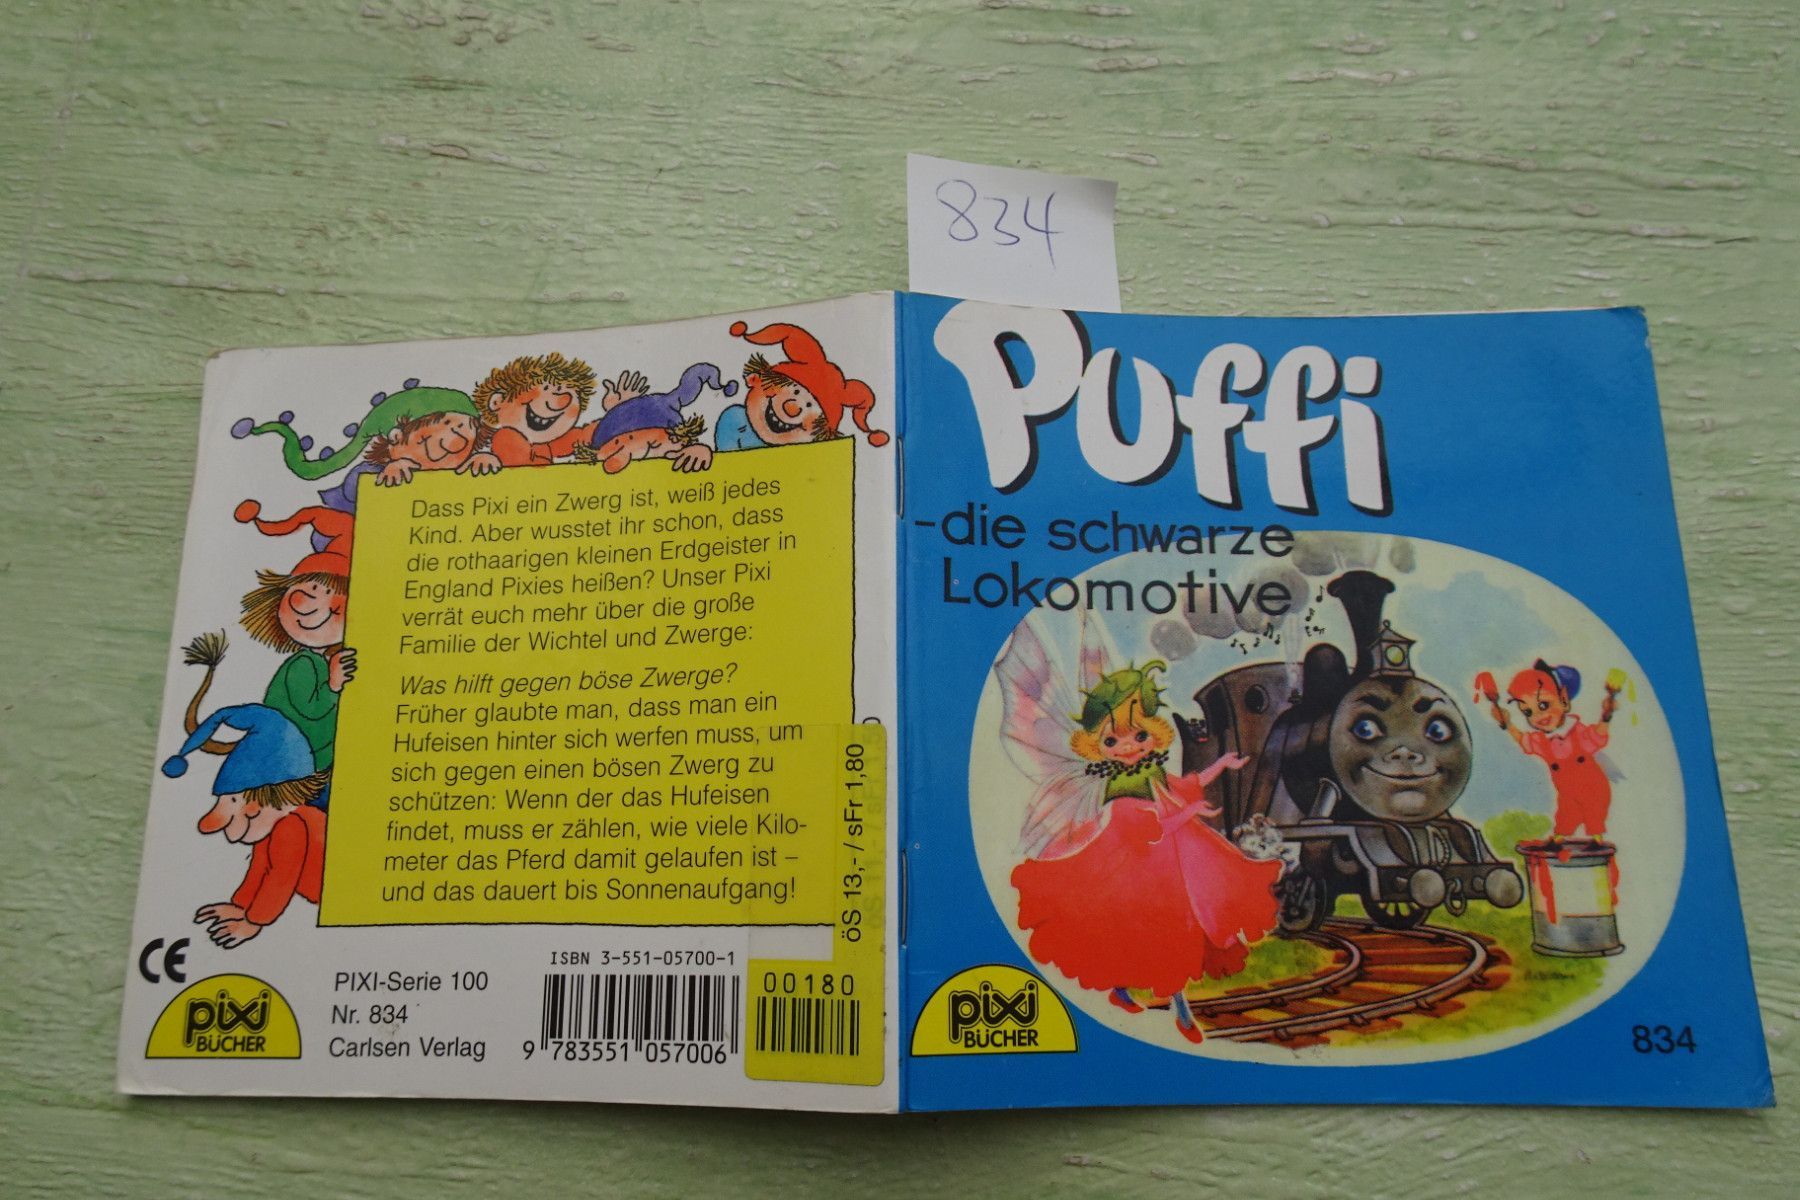 834
Dass Pixi ein Zwerg ist, weiß jedes
Kind. Aber wusstet ihr schon, dass
die rothaarigen kleinen Erdgeister in
England Pixies heißen? Unser Pixi
verrät euch mehr über die große
Familie der Wichtel und Zwerge:
Was hilft gegen böse Zwerge?
Früher glaubte man, dass man ein
Hufeisen hinter sich werfen muss, um
sich gegen einen bösen Zwerg zu
schützen: Wenn der das Hufeisen
findet, muss er zählen, wie viele Kilo-
meter das Pferd damit gelaufen ist –
und das dauert bis Sonnenaufgang!
öS 13,- / sFr 1,80
CE
pixi
BÜCHER
PIXI-Serie 100
Nr. 834
Carlsen Verlag
ISBN 3-551-05700-1
9 783551 057006
00180
Puffi
-die schwarze
Lokomotive
pixi
BÜCHER
834